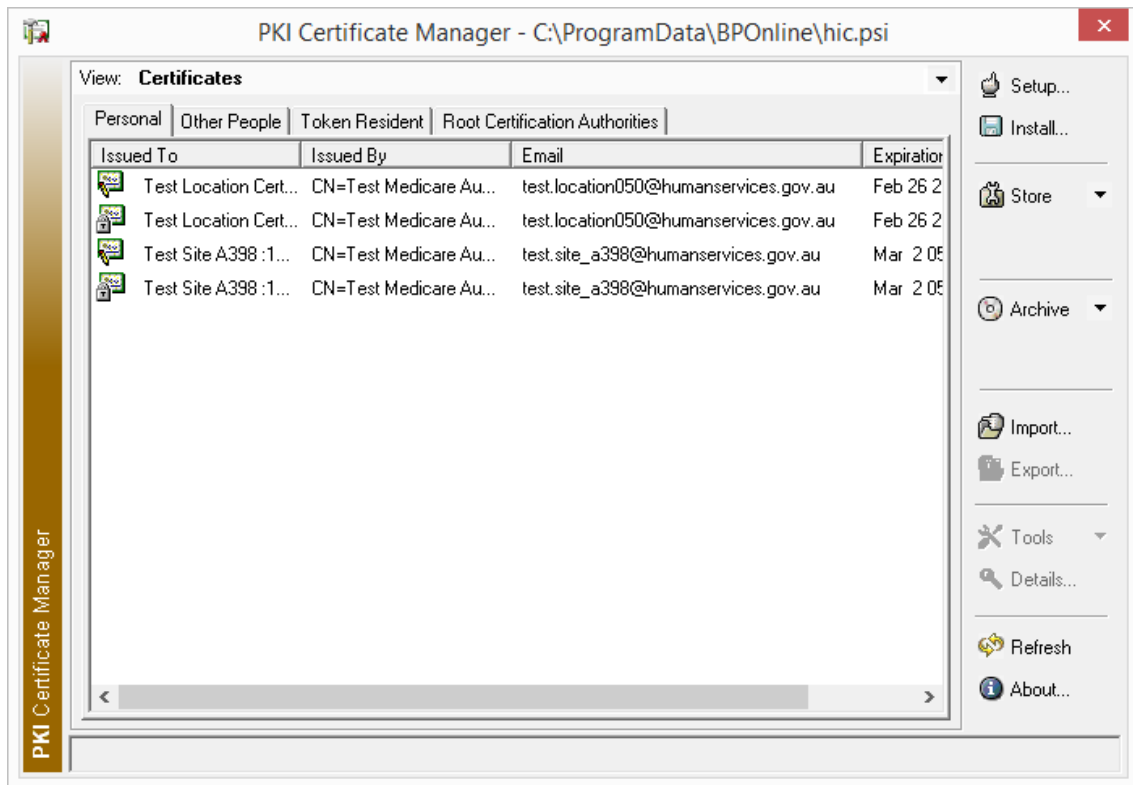 PKI Certificate Manager - C:\ProgramData\BPOnline\hic.psi
View: Certificates
Personal Other People Token Resident Root Certification Authorities
Issued To Issued By Email Expiration
Test Location Cert... CN=Test Medicare Au... test.location050@humanservices.gov.au Feb 26 2
Test Location Cert... CN=Test Medicare Au... test.location050@humanservices.gov.au Feb 26 2
Test Site A398 :1... CN=Test Medicare Au... test.site_a398@humanservices.gov.au Mar 2 05
Test Site A398 :1... CN=Test Medicare Au... test.site_a398@humanservices.gov.au Mar 2 05
Setup...
Install...
Store
Archive
Import...
Export...
Tools
Details...
Refresh
About...
PKI Certificate Manager